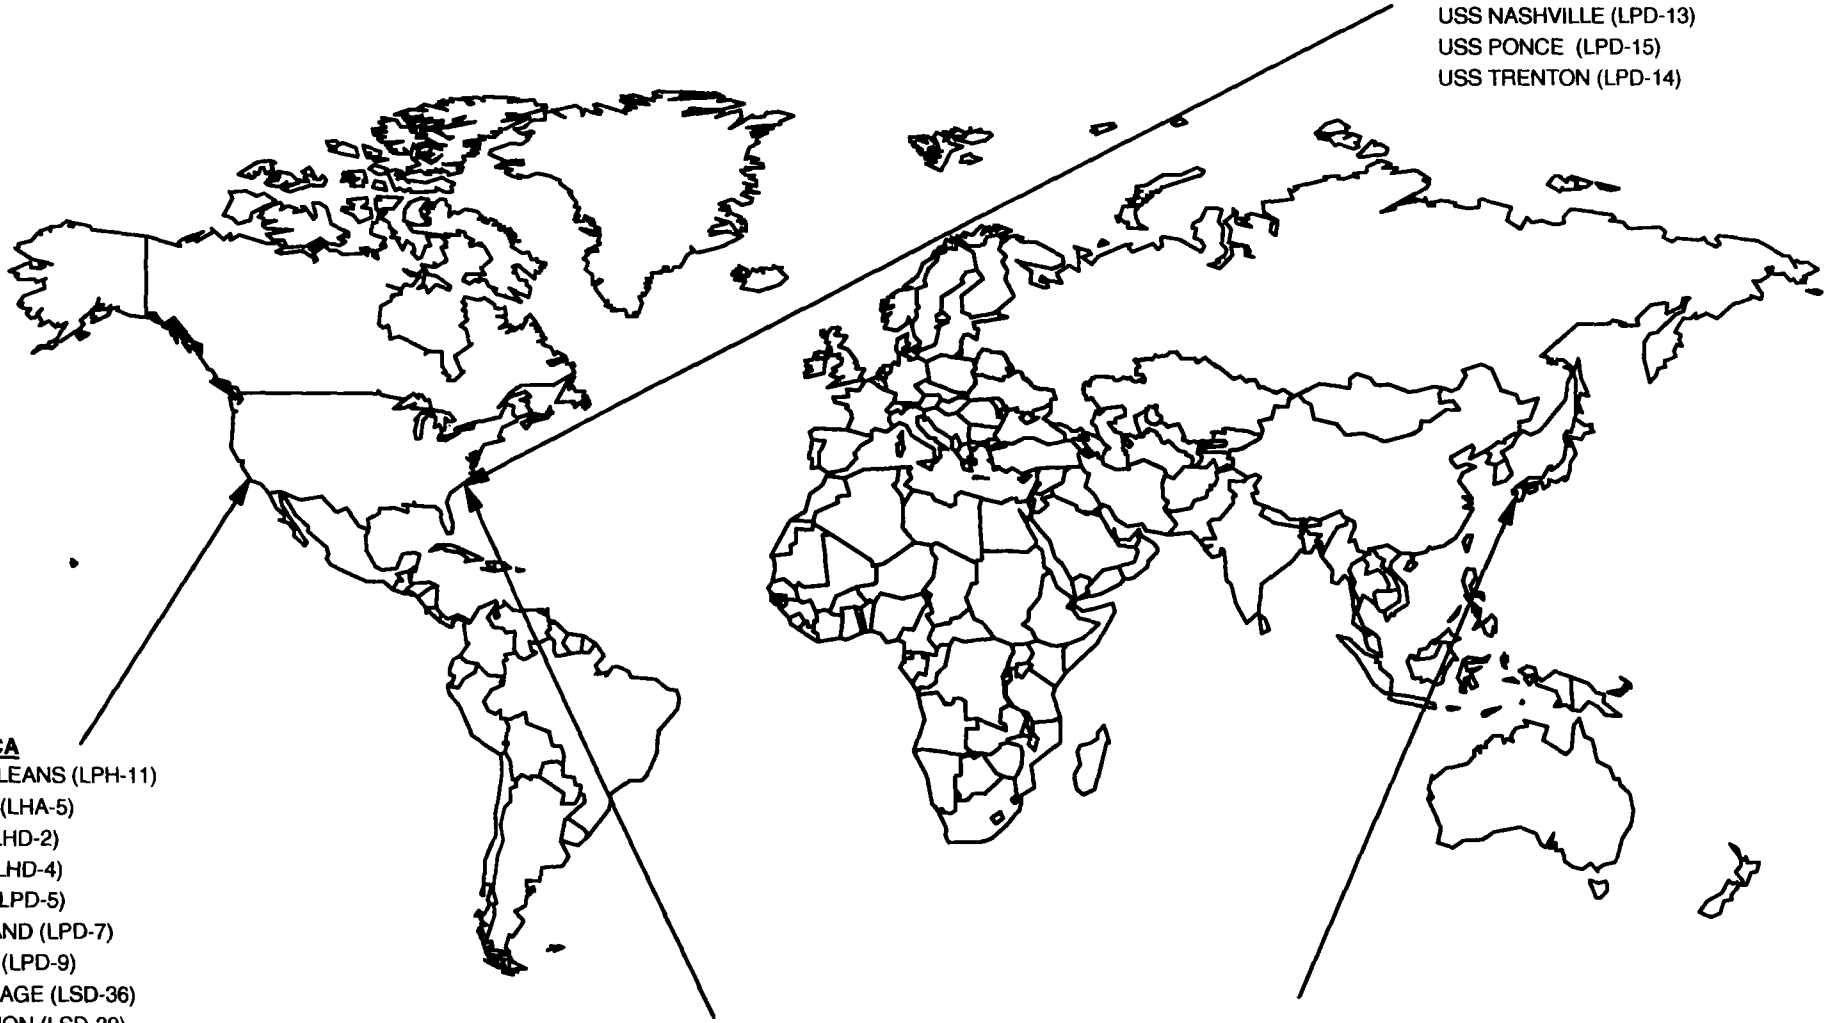 USS NASHVILLE (LPD-13)
USS PONCE (LPD-15)
USS TRENTON (LPD-14)
CA
LEANS (LPH-11)
(LHA-5)
LHD-2)
LHD-4)
LPD-5)
AND (LPD-7)
(LPD-9)
AGE (LSD-36)